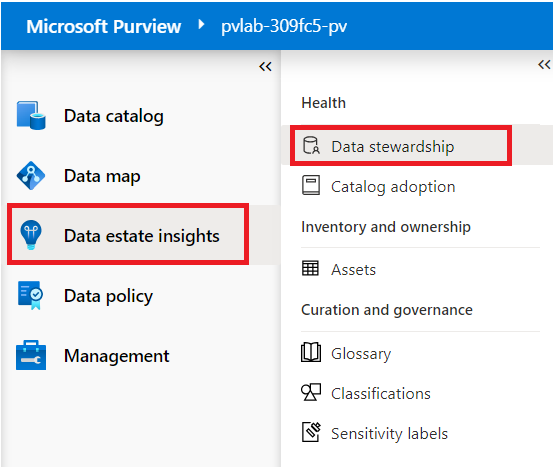 Microsoft Purview pvlab-309fc5-pv
Data catalog
Data map
Data estate insights
Data policy
Management
Health
Data stewardship
Catalog adoption
Inventory and ownership
Assets
Curation and governance
Glossary
Classifications
Sensitivity labels